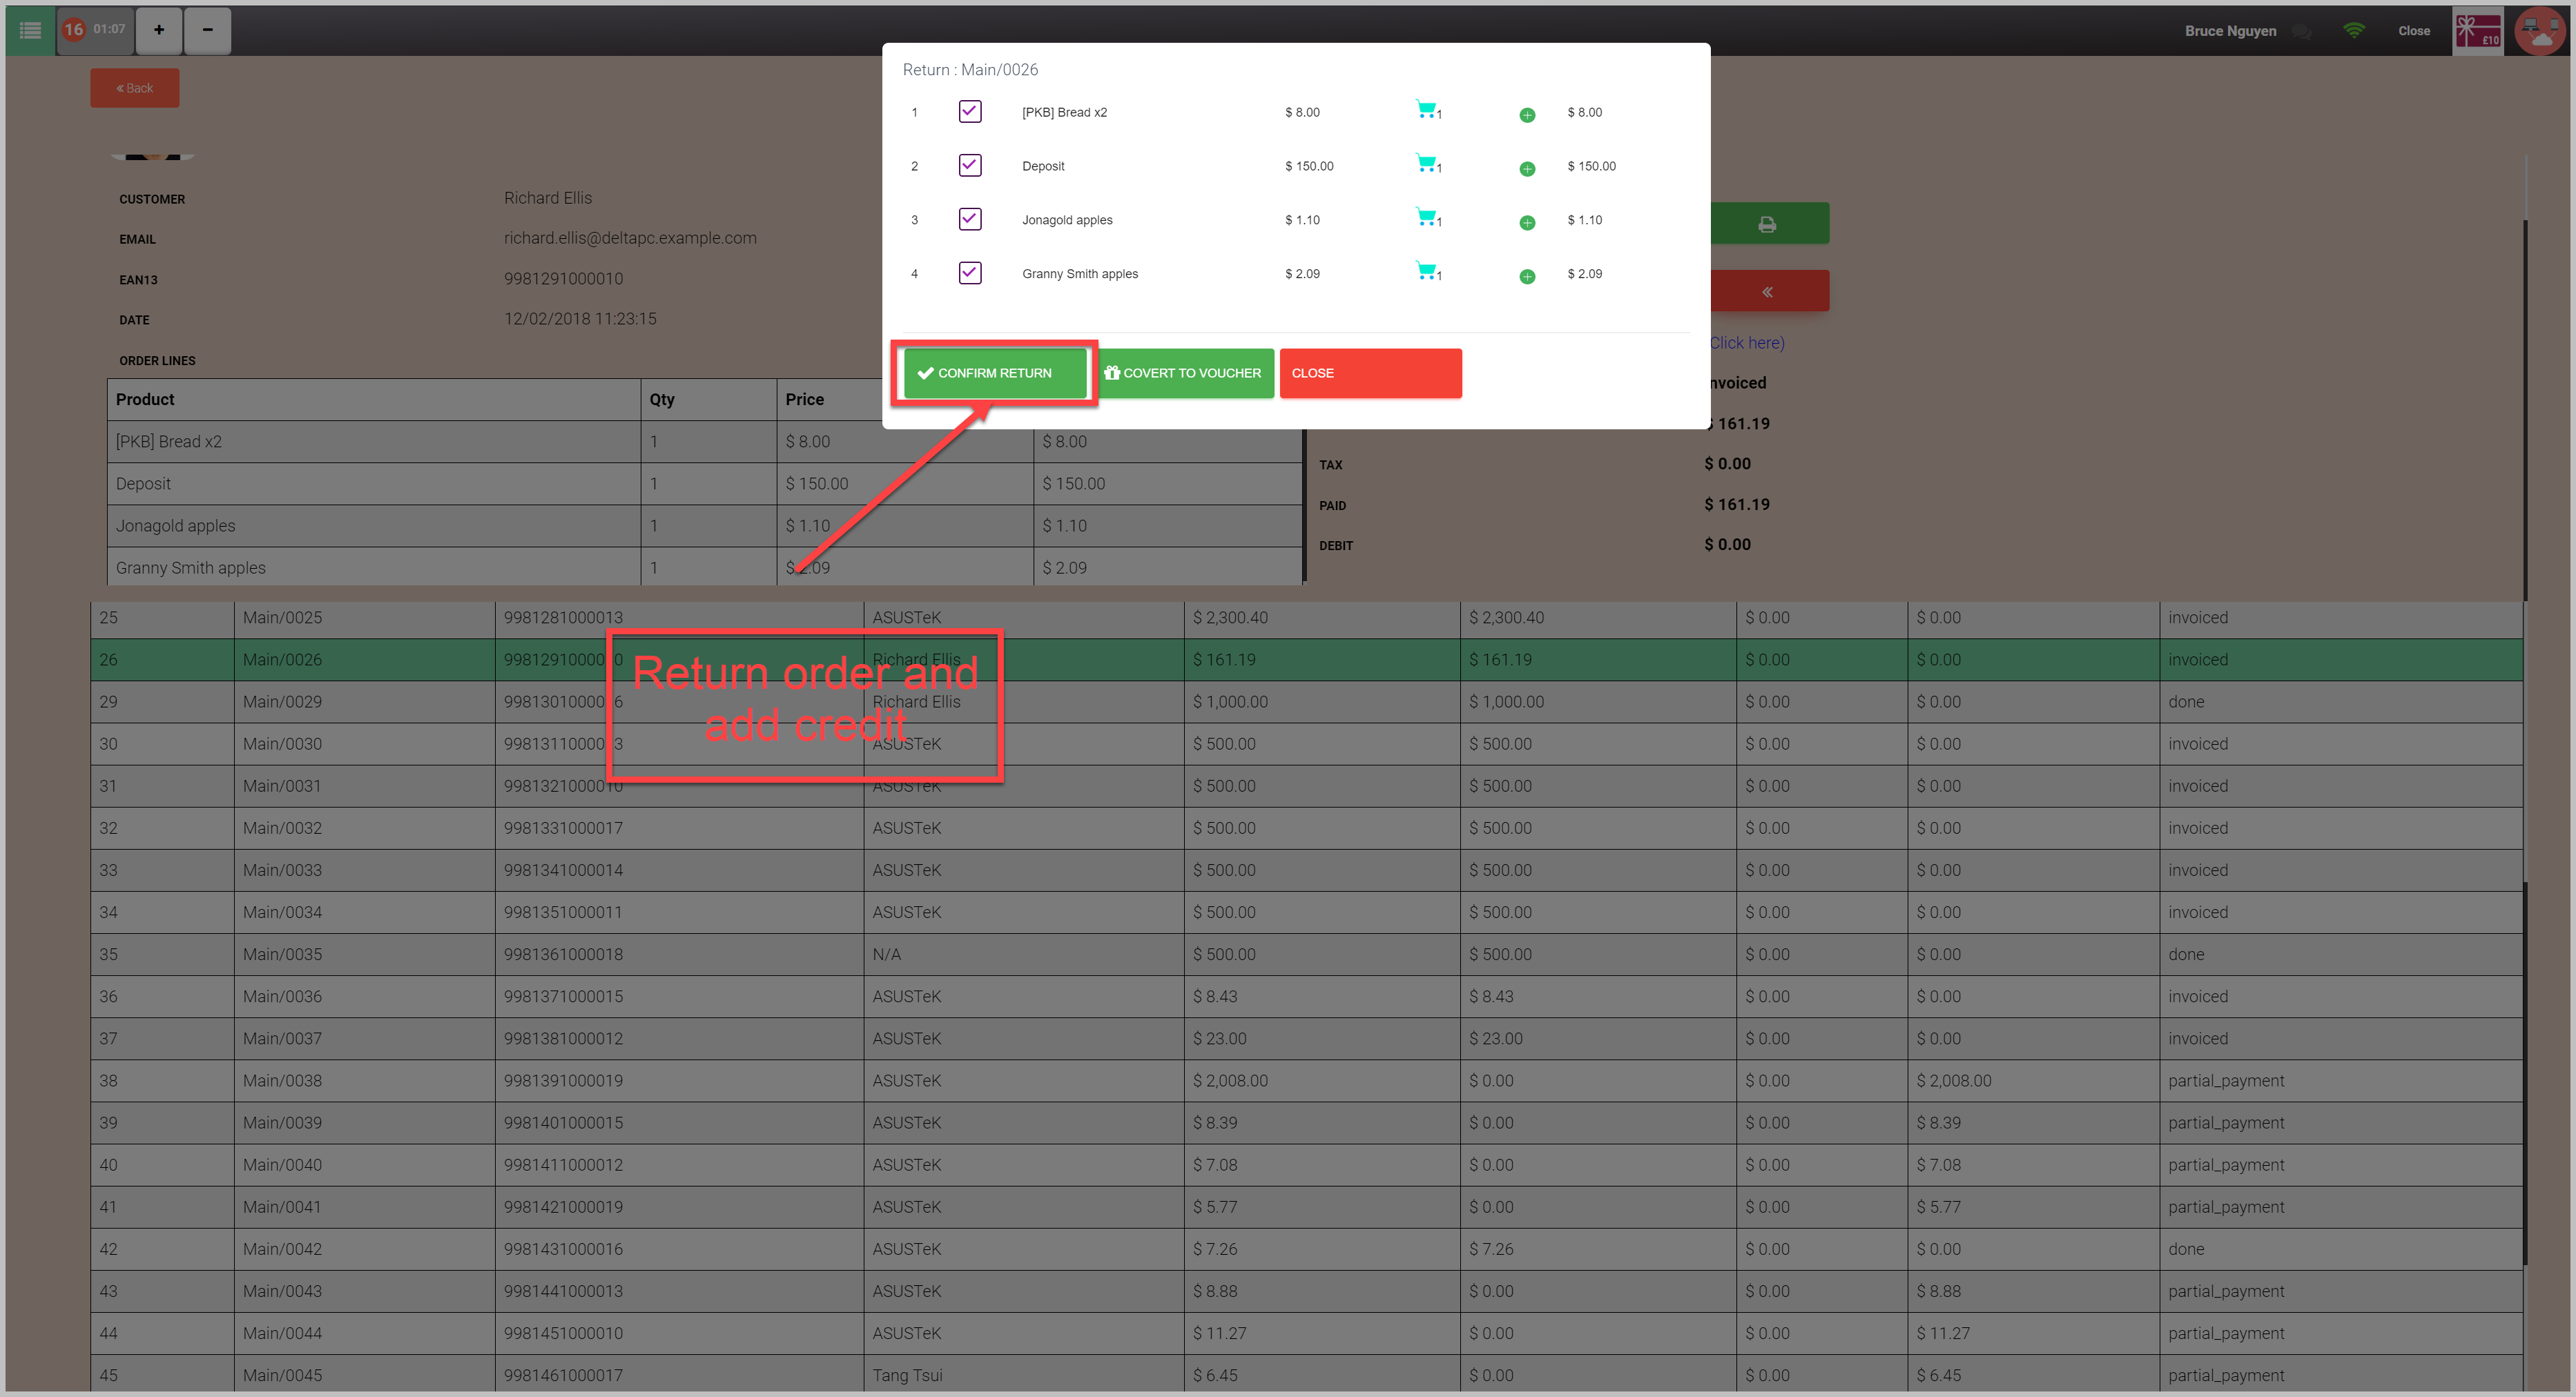 16 01:07 + - Bruce Nguyen Close £10
« Back
Return : Main/0026
1 [PKB] Bread x2 $ 8.00 1 $ 8.00
2 Deposit $ 150.00 1 $ 150.00
3 Jonagold apples $ 1.10 1 $ 1.10
4 Granny Smith apples $ 2.09 1 $ 2.09
CONFIRM RETURN COVERT TO VOUCHER CLOSE
CUSTOMER Richard Ellis
EMAIL richard.ellis@deltapc.example.com
EAN13 9981291000010
DATE 12/02/2018 11:23:15
ORDER LINES
Product Qty Price
[PKB] Bread x2 1 $ 8.00 $ 8.00
Deposit 1 $ 150.00 $ 150.00
Jonagold apples 1 $ 1.10 $ 1.10
Granny Smith apples 1 $ 2.09 $ 2.09
«
Click here)
nvoiced
$ 161.19
TAX $ 0.00
PAID $ 161.19
DEBIT $ 0.00
25 Main/0025 9981281000013 ASUSTeK $ 2,300.40 $ 2,300.40 $ 0.00 $ 0.00 invoiced
26 Main/0026 9981291000010 Richard Ellis $ 161.19 $ 161.19 $ 0.00 $ 0.00 invoiced
29 Main/0029 9981301000016 Richard Ellis $ 1,000.00 $ 1,000.00 $ 0.00 $ 0.00 done
30 Main/0030 9981311000013 ASUSTeK $ 500.00 $ 500.00 $ 0.00 $ 0.00 invoiced
31 Main/0031 9981321000010 ASUSTeK $ 500.00 $ 500.00 $ 0.00 $ 0.00 invoiced
32 Main/0032 9981331000017 ASUSTeK $ 500.00 $ 500.00 $ 0.00 $ 0.00 invoiced
33 Main/0033 9981341000014 ASUSTeK $ 500.00 $ 500.00 $ 0.00 $ 0.00 invoiced
34 Main/0034 9981351000011 ASUSTeK $ 500.00 $ 500.00 $ 0.00 $ 0.00 invoiced
35 Main/0035 9981361000018 N/A $ 500.00 $ 500.00 $ 0.00 $ 0.00 done
36 Main/0036 9981371000015 ASUSTeK $ 8.43 $ 8.43 $ 0.00 $ 0.00 invoiced
37 Main/0037 9981381000012 ASUSTeK $ 23.00 $ 23.00 $ 0.00 $ 0.00 invoiced
38 Main/0038 9981391000019 ASUSTeK $ 2,008.00 $ 0.00 $ 0.00 $ 2,008.00 partial_payment
39 Main/0039 9981401000015 ASUSTeK $ 8.39 $ 0.00 $ 0.00 $ 8.39 partial_payment
40 Main/0040 9981411000012 ASUSTeK $ 7.08 $ 0.00 $ 0.00 $ 7.08 partial_payment
41 Main/0041 9981421000019 ASUSTeK $ 5.77 $ 0.00 $ 0.00 $ 5.77 partial_payment
42 Main/0042 9981431000016 ASUSTeK $ 7.26 $ 7.26 $ 0.00 $ 0.00 done
43 Main/0043 9981441000013 ASUSTeK $ 8.88 $ 0.00 $ 0.00 $ 8.88 partial_payment
44 Main/0044 9981451000010 ASUSTeK $ 11.27 $ 0.00 $ 0.00 $ 11.27 partial_payment
45 Main/0045 9981461000017 Tang Tsui $ 6.45 $ 0.00 $ 0.00 $ 6.45 partial_payment
Return order and
add credit